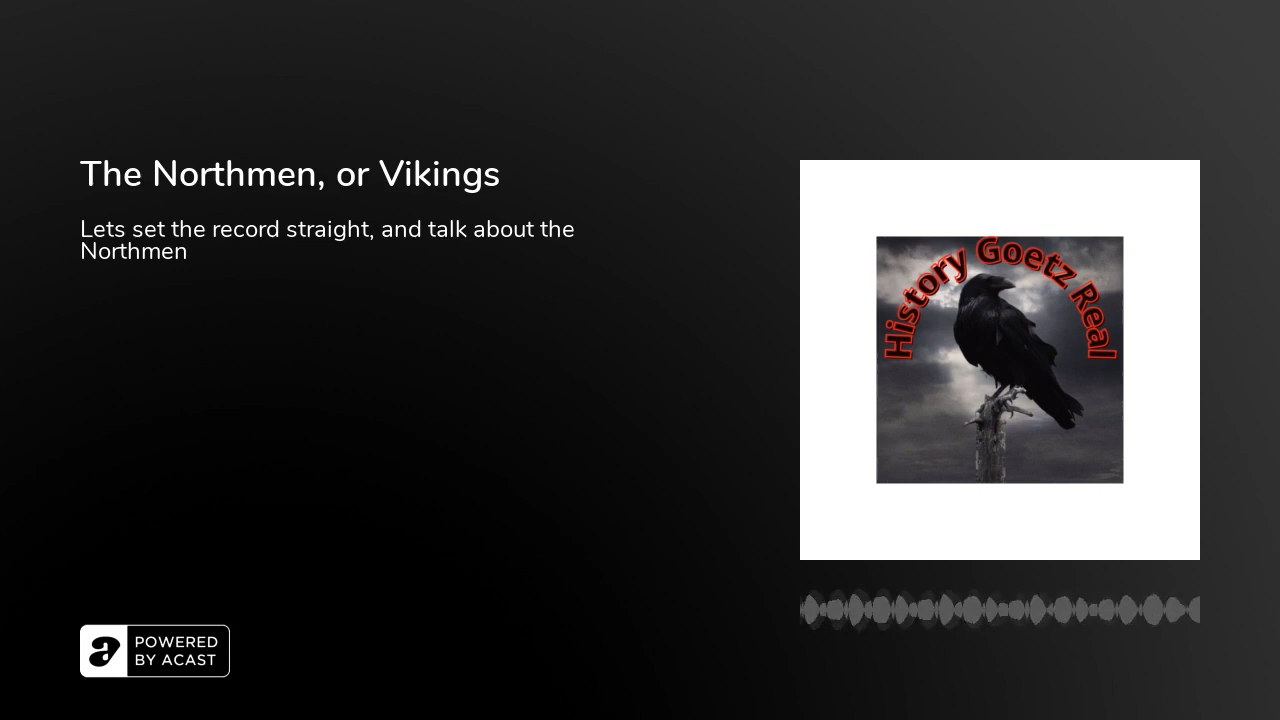 The Northmen, or Vikings
Lets set the record straight, and talk about the
Northmen
History Goetz Real
a POWERED
BY ACAST